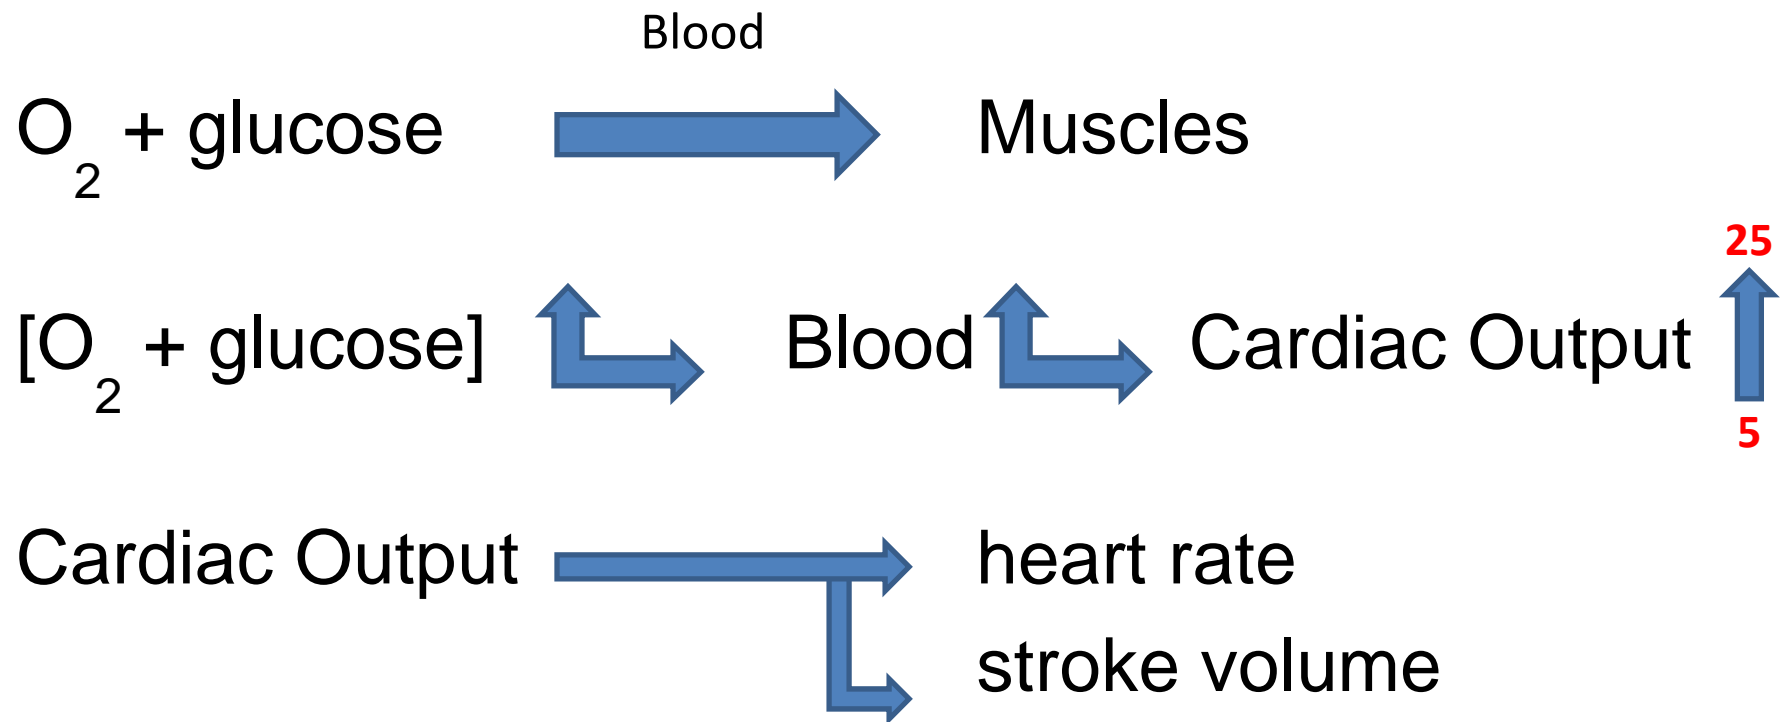 Blood
O₂ + glucose Muscles
25
[O₂ + glucose] Blood Cardiac Output
5
Cardiac Output heart rate
stroke volume